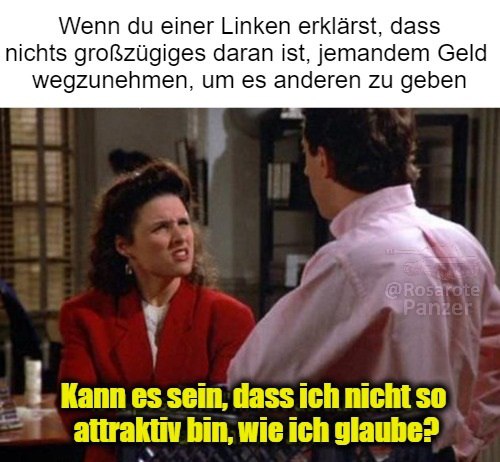 Wenn du einer Linken erklärst, dass
nichts großzügiges daran ist, jemandem Geld
wegzunehmen, um es anderen zu geben
@Rosarote
Panzer
Kann es sein, dass ich nicht so
attraktiv bin, wie ich glaube?